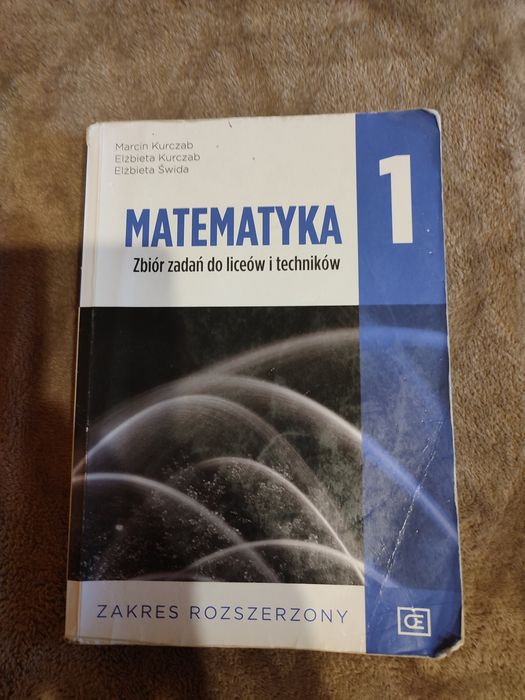 Marcin Kurczab
Elżbieta Kurczab
Elżbieta Świda
1
MATEMATYKA
Zbiór zadań do liceów i techników
ZAKRES ROZSZERZONY